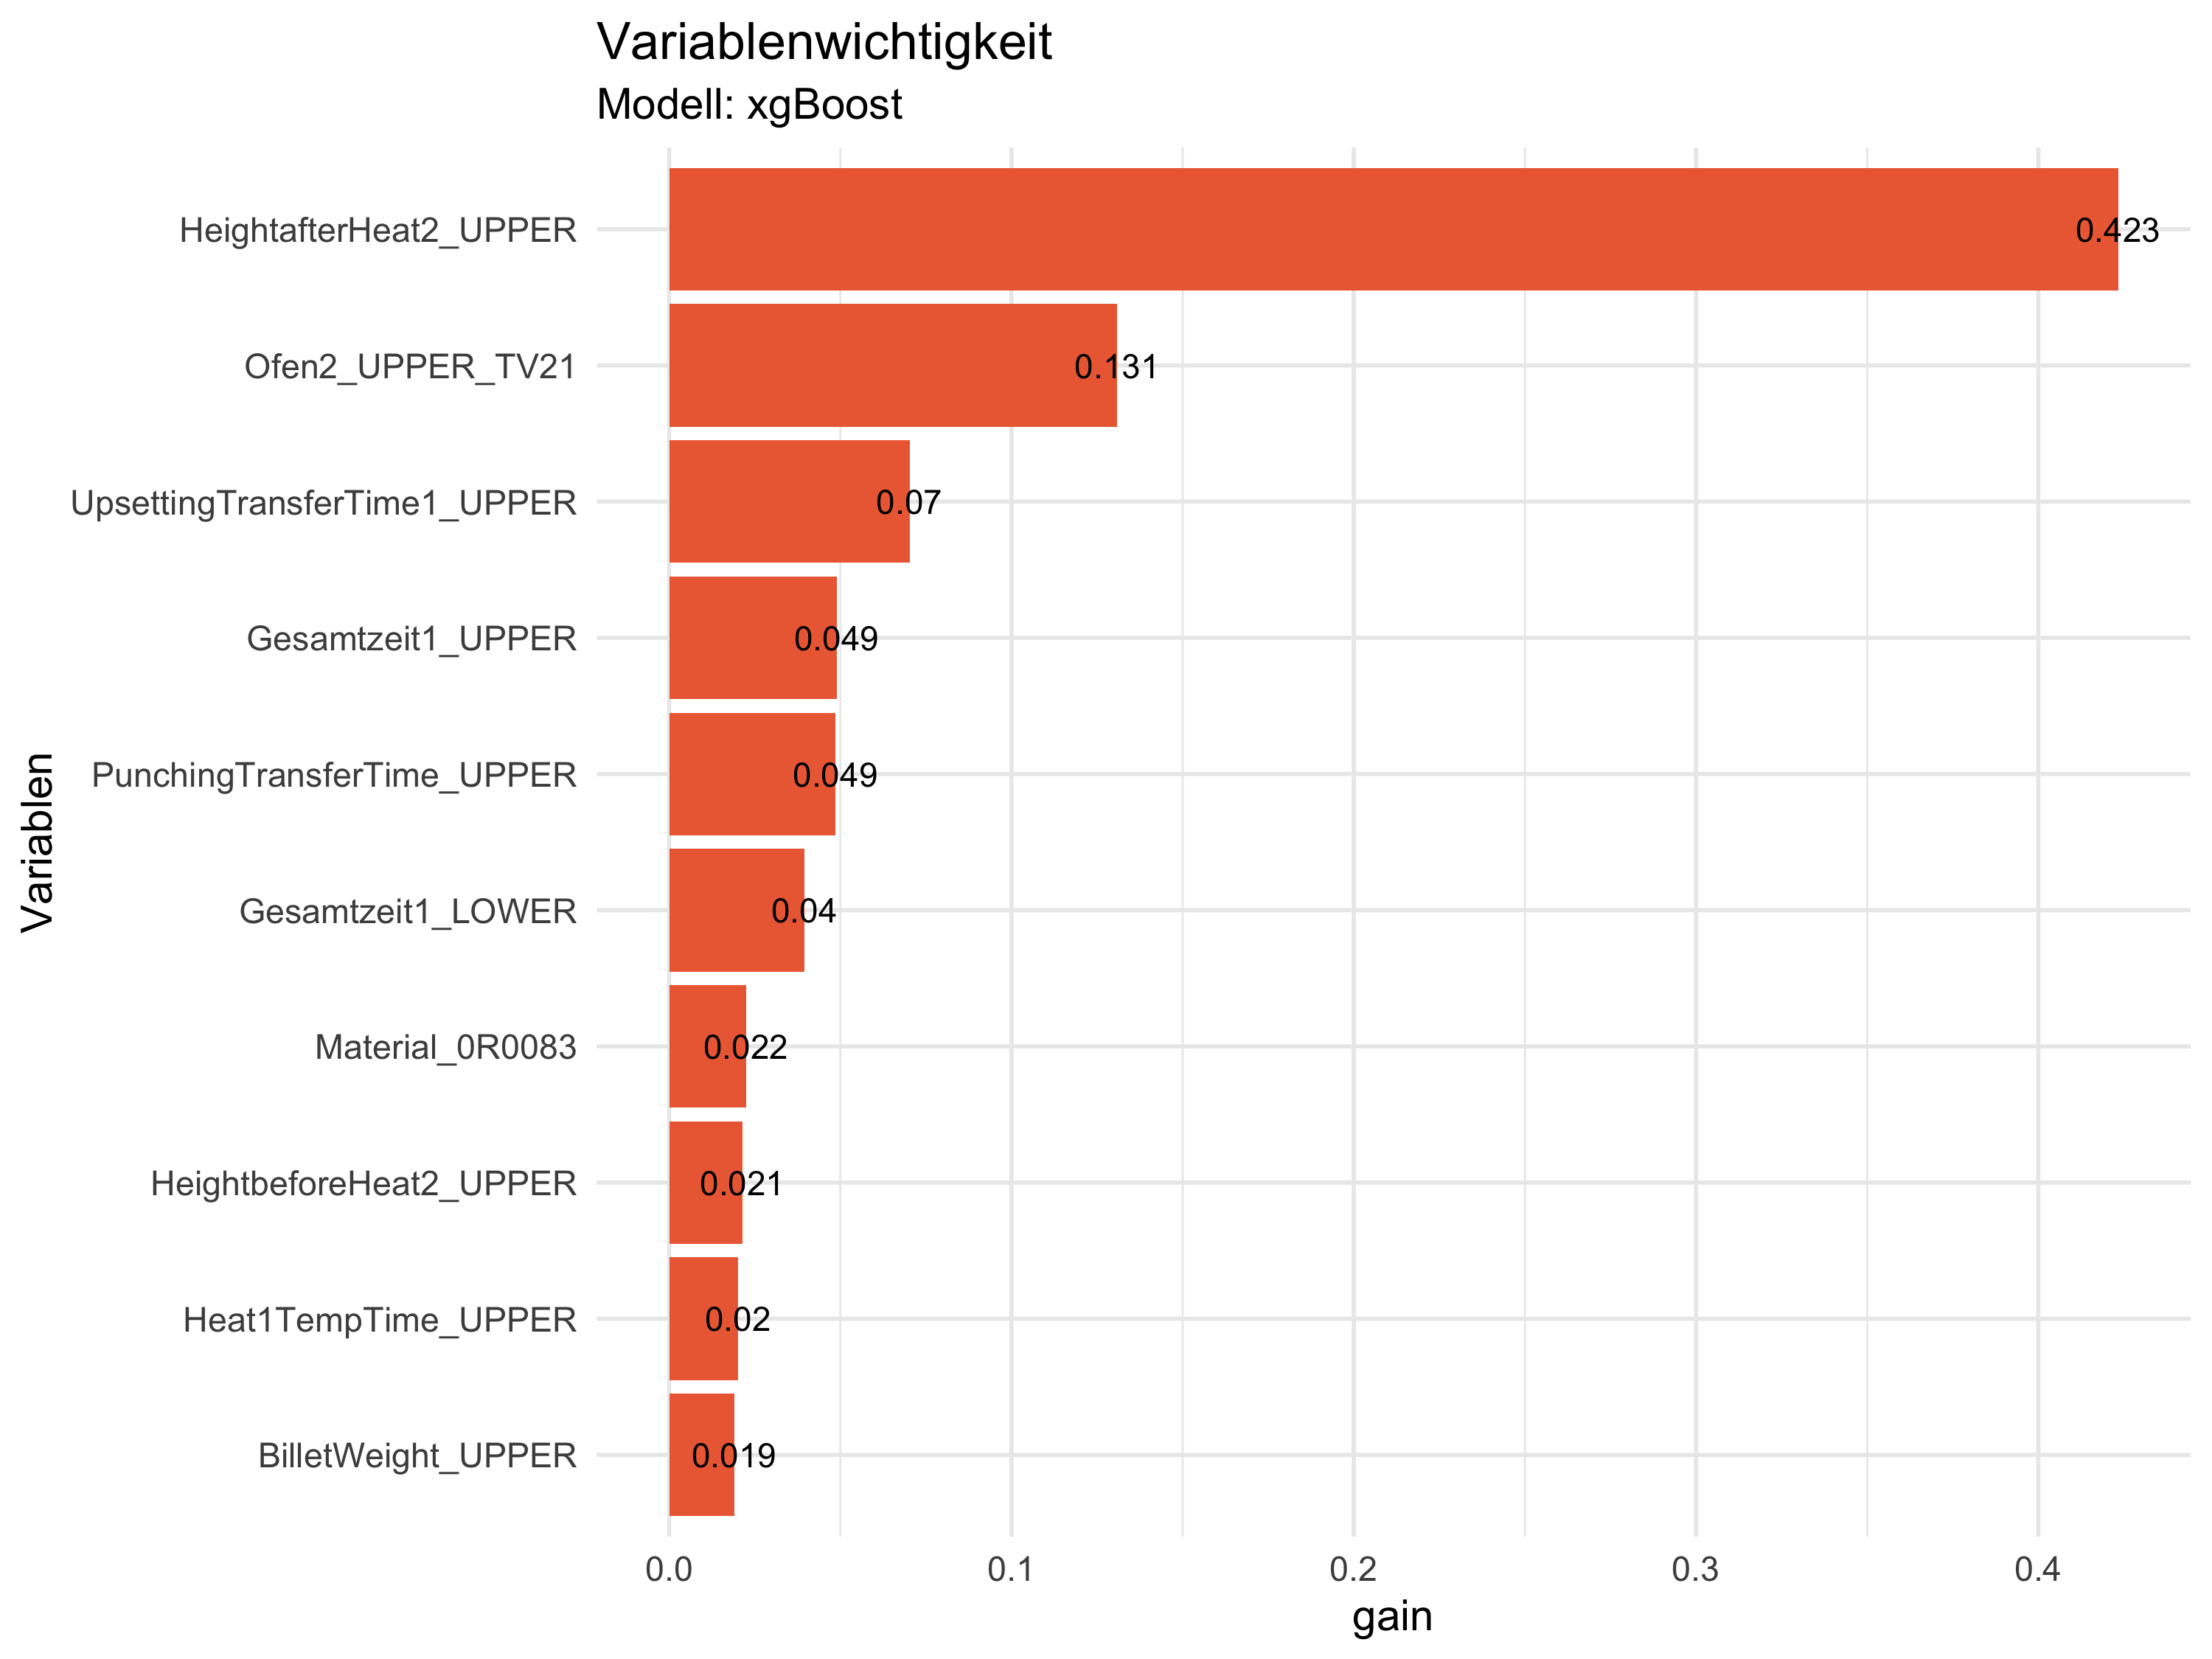 Variablenwichtigkeit
Modell: xgBoost
HeightafterHeat2_UPPER
0.423
Ofen2_UPPER_TV21
0.131
UpsettingTransferTime1_UPPER
0.07
Gesamtzeit1_UPPER
0.049
PunchingTransferTime_UPPER
0.049
Gesamtzeit1_LOWER
0.04
Material_0R0083
0.022
HeightbeforeHeat2_UPPER
0.021
Heat1TempTime_UPPER
0.02
BilletWeight_UPPER
0.019
Variablen
0.0 0.1 0.2 0.3 0.4
gain